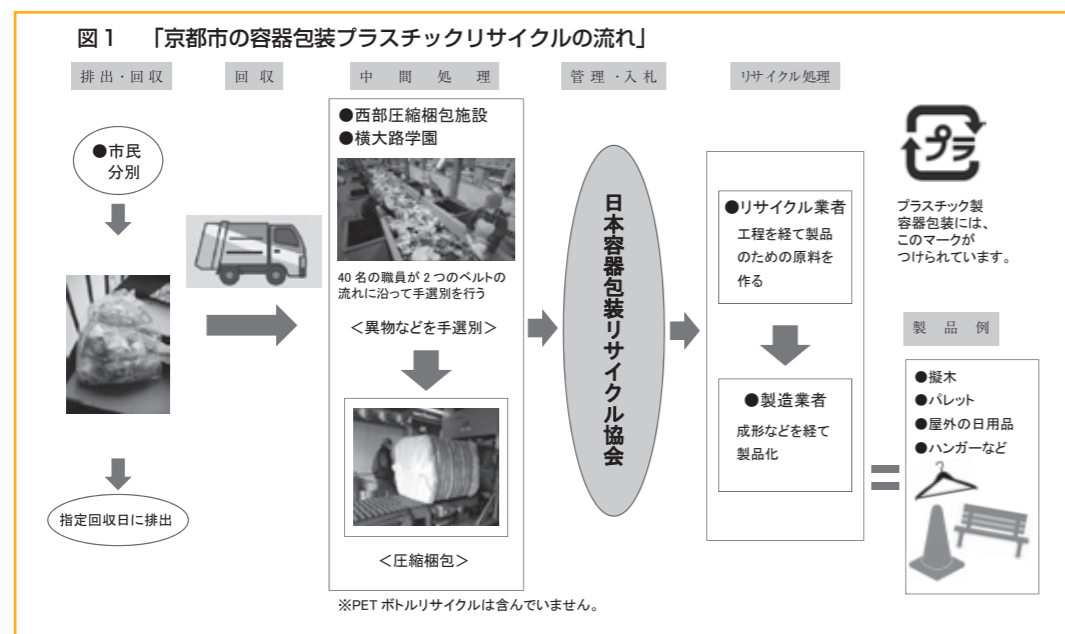 図1 「京都市の容器包装プラスチックリサイクルの流れ」
排出・回収
回収
中間処理
管理・入札
リサイクル処理
●市民
分別
指定回収日に排出
●西部圧縮梱包施設
●横大路学園
40名の職員が2つのベルトの
流れに沿って手選別を行う
＜異物などを手選別＞
＜圧縮梱包＞
※PETボトルリサイクルは含んでいません。
日本容器包装リサイクル協会
●リサイクル業者
工程を経て製品
のための原料を
作る
●製造業者
成形などを経て
製品化
プラ
プラスチック製
容器包装には、
このマークが
つけられています。
製品例
●擬木
●パレット
●屋外の日用品
●ハンガーなど